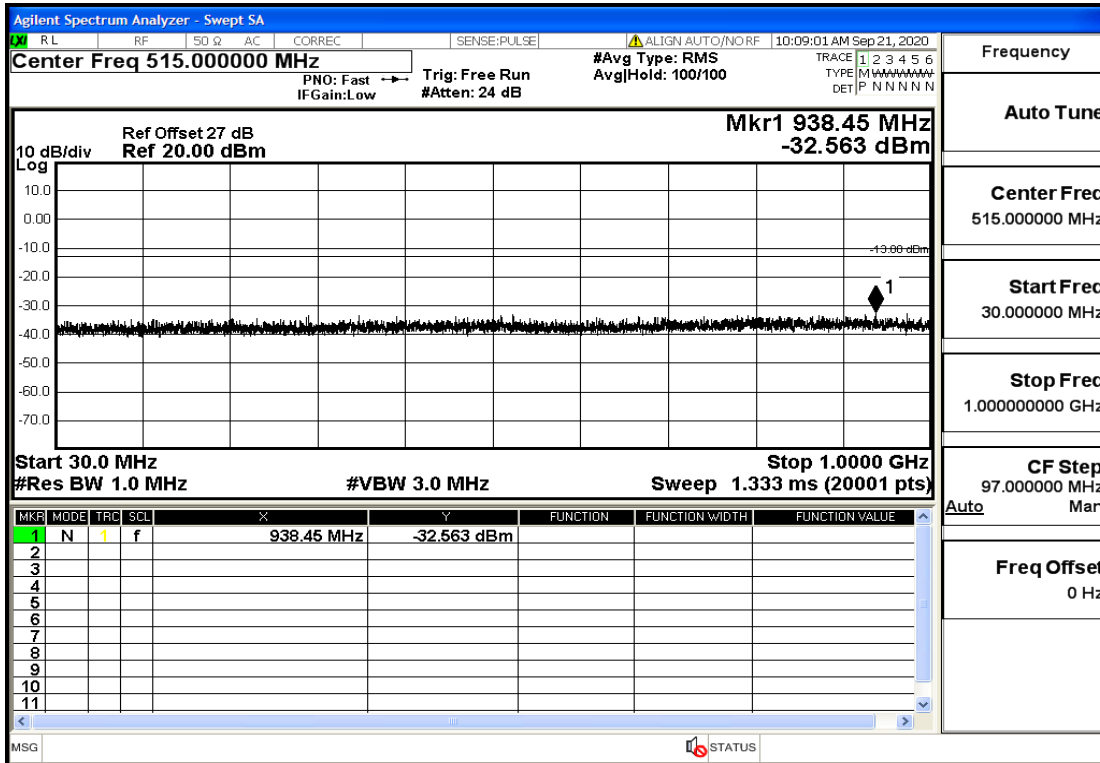 Agilent Spectrum Analyzer - Swept SA
LXI RL RF 50 Ω AC CORREC SENSE:PULSE ALIGN AUTO/NO RF 10:09:01 AM Sep 21, 2020
Center Freq 515.000000 MHz
PNO: Fast
IFGain:Low
Trig: Free Run
#Atten: 24 dB
#Avg Type: RMS
Avg|Hold: 100/100
TRACE 1 2 3 4 5 6
TYPE M WWWWW
DET P N N N N N
Ref Offset 27 dB
10 dB/div Ref 20.00 dBm
Log
Mkr1 938.45 MHz
-32.563 dBm
10.0
0.00
-10.0
-13.00 dBm
-20.0
1
-30.0
-40.0
-50.0
-60.0
-70.0
Start 30.0 MHz Stop 1.0000 GHz
#Res BW 1.0 MHz #VBW 3.0 MHz Sweep 1.333 ms (20001 pts)
MKR MODE TRC SCL X Y FUNCTION FUNCTION WIDTH FUNCTION VALUE
1 N 1 f 938.45 MHz -32.563 dBm
2
3
4
5
6
7
8
9
10
11
MSG STATUS
Frequency
Auto Tune
Center Freq
515.000000 MHz
Start Freq
30.000000 MHz
Stop Freq
1.000000000 GHz
CF Step
97.000000 MHz
Auto Man
Freq Offset
0 Hz